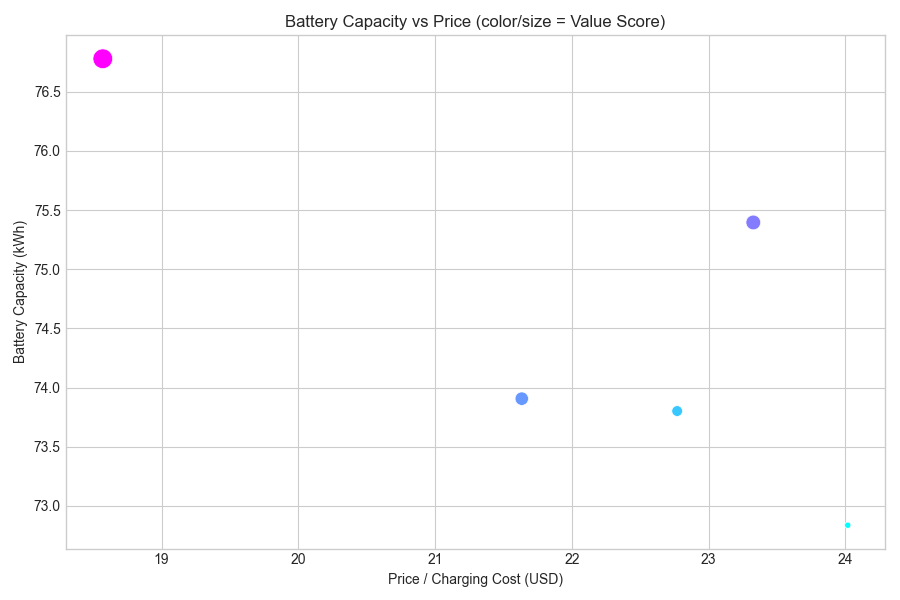 Battery Capacity vs Price (color/size = Value Score)
76.5
76.0
75.5
75.0
74.5
74.0
73.5
73.0
Battery Capacity (kWh)
19 20 21 22 23 24
Price / Charging Cost (USD)